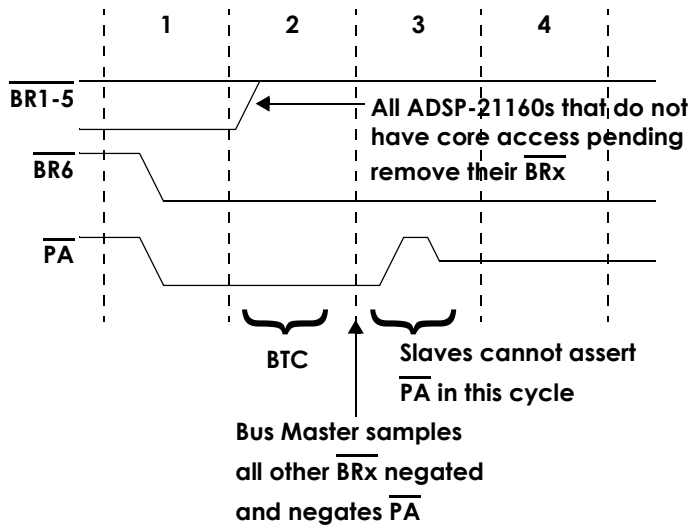 1 2 3 4
BR1-5
All ADSP-21160s that do not
have core access pending
remove their BRx
BR6
PA
BTC
Slaves cannot assert
PA in this cycle
Bus Master samples
all other BRx negated
and negates PA